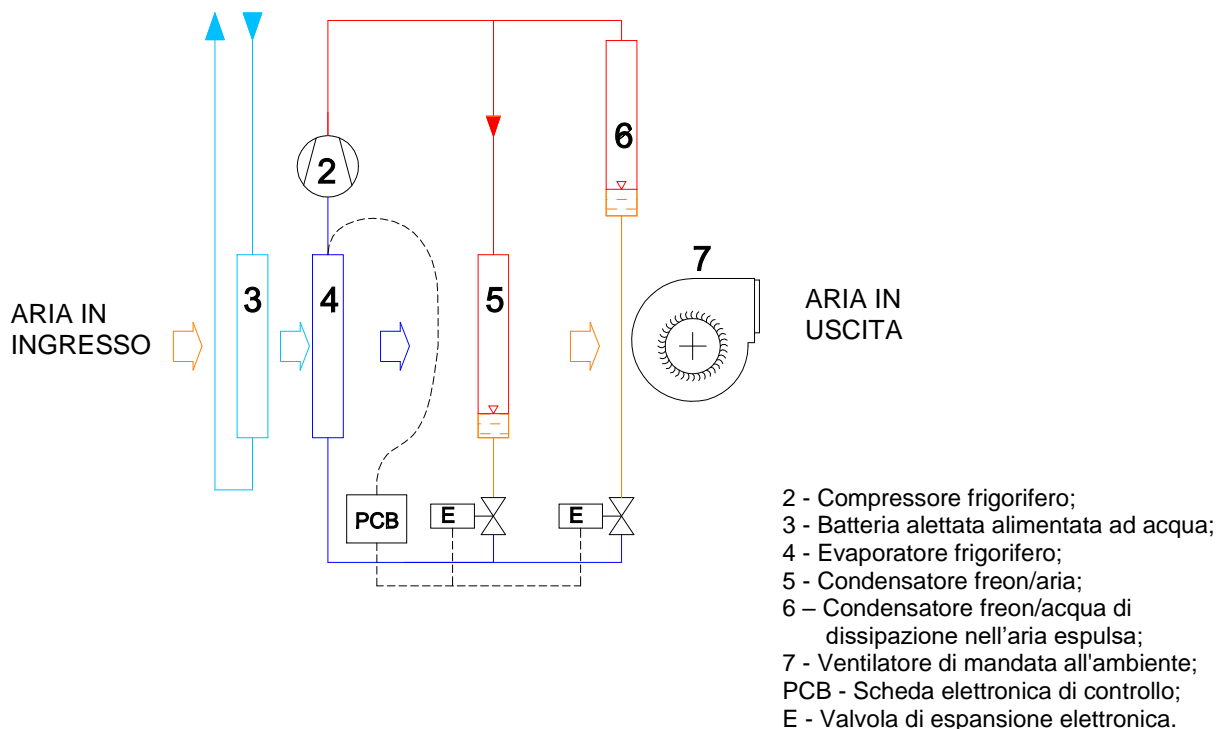 6
2
7
3
4
5
ARIA IN
INGRESSO
ARIA IN
USCITA
PCB
E
E
2 - Compressore frigorifero;
3 - Batteria alettata alimentata ad acqua;
4 - Evaporatore frigorifero;
5 - Condensatore freon/aria;
6 – Condensatore freon/acqua di
dissipazione nell'aria espulsa;
7 - Ventilatore di mandata all'ambiente;
PCB - Scheda elettronica di controllo;
E - Valvola di espansione elettronica.